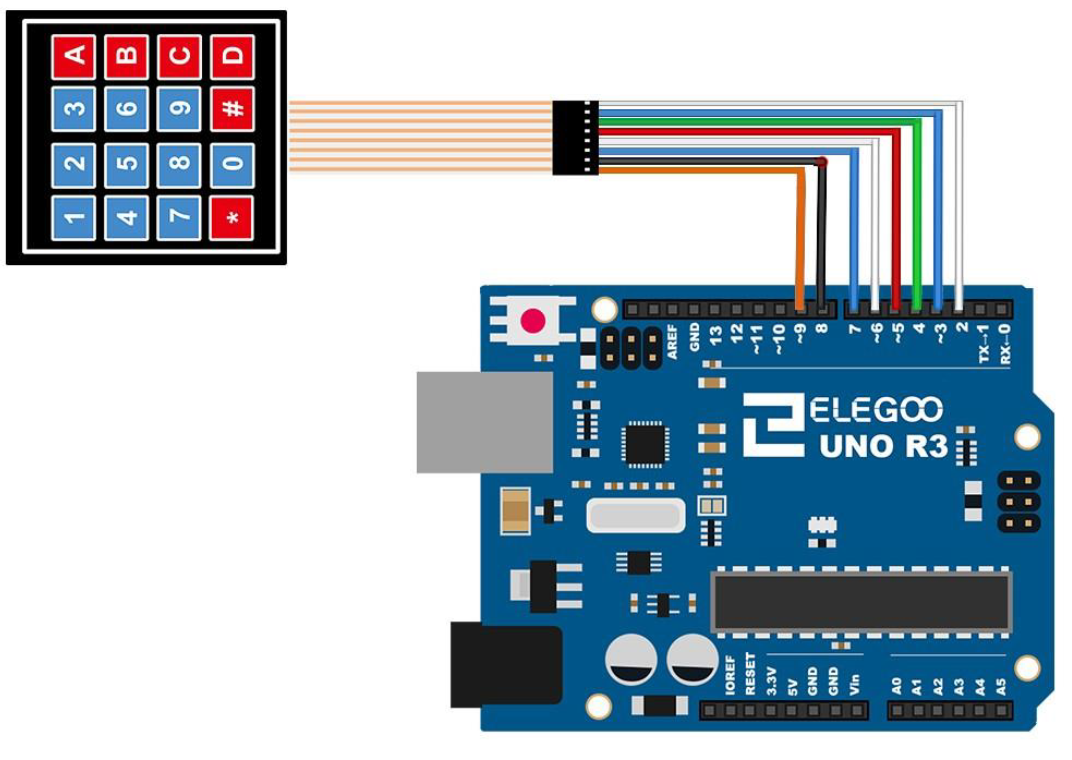 A B C D
3 6 9 #
2 5 8 0
1 4 7 *
AREF
GND
13
12
~11
~10
~9
8
7
~6
~5
4
~3
2
TX→1
RX←0
ELEGOO
UNO R3
IOREF
RESET
3.3V
5V
GND
GND
Vin
A0
A1
A2
A3
A4
A5